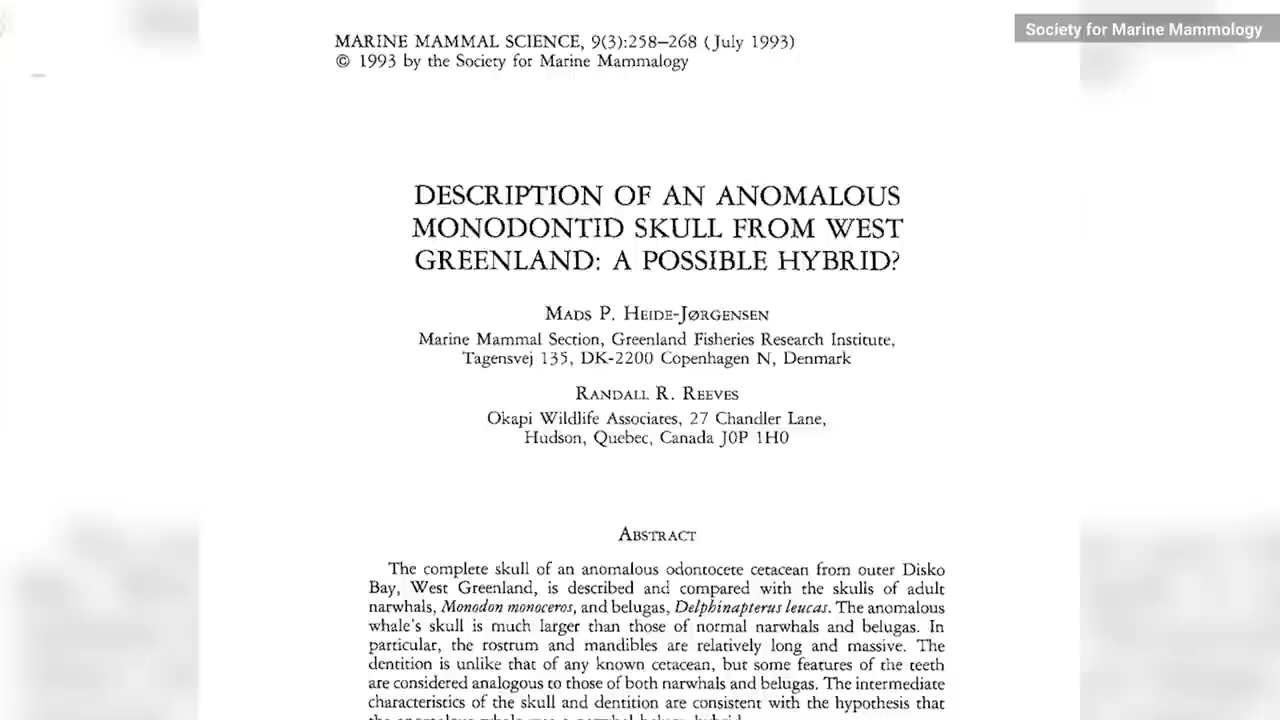 Society for Marine Mammology
MARINE MAMMAL SCIENCE, 9(3):258–268 (July 1993)
© 1993 by the Society for Marine Mammalogy
DESCRIPTION OF AN ANOMALOUS
MONODONTID SKULL FROM WEST
GREENLAND: A POSSIBLE HYBRID?
MADS P. HEIDE-JØRGENSEN
Marine Mammal Section, Greenland Fisheries Research Institute,
Tagensvej 135, DK-2200 Copenhagen N, Denmark
RANDALL R. REEVES
Okapi Wildlife Associates, 27 Chandler Lane,
Hudson, Quebec, Canada J0P 1H0
ABSTRACT
The complete skull of an anomalous odontocete cetacean from outer Disko
Bay, West Greenland, is described and compared with the skulls of adult
narwhals, Monodon monoceros, and belugas, Delphinapterus leucas. The anomalous
whale's skull is much larger than those of normal narwhals and belugas. In
particular, the rostrum and mandibles are relatively long and massive. The
dentition is unlike that of any known cetacean, but some features of the teeth
are considered analogous to those of both narwhals and belugas. The intermediate
characteristics of the skull and dentition are consistent with the hypothesis that